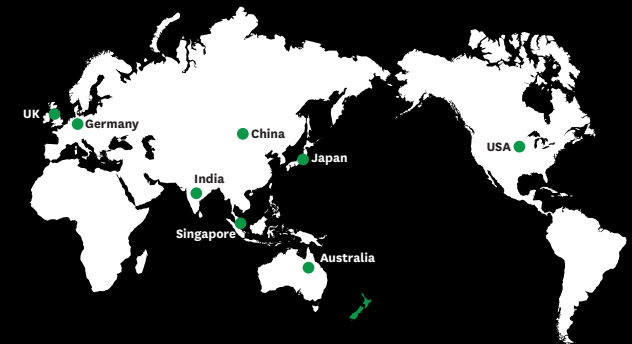 UK
Germany
China
Japan
USA
India
Singapore
Australia